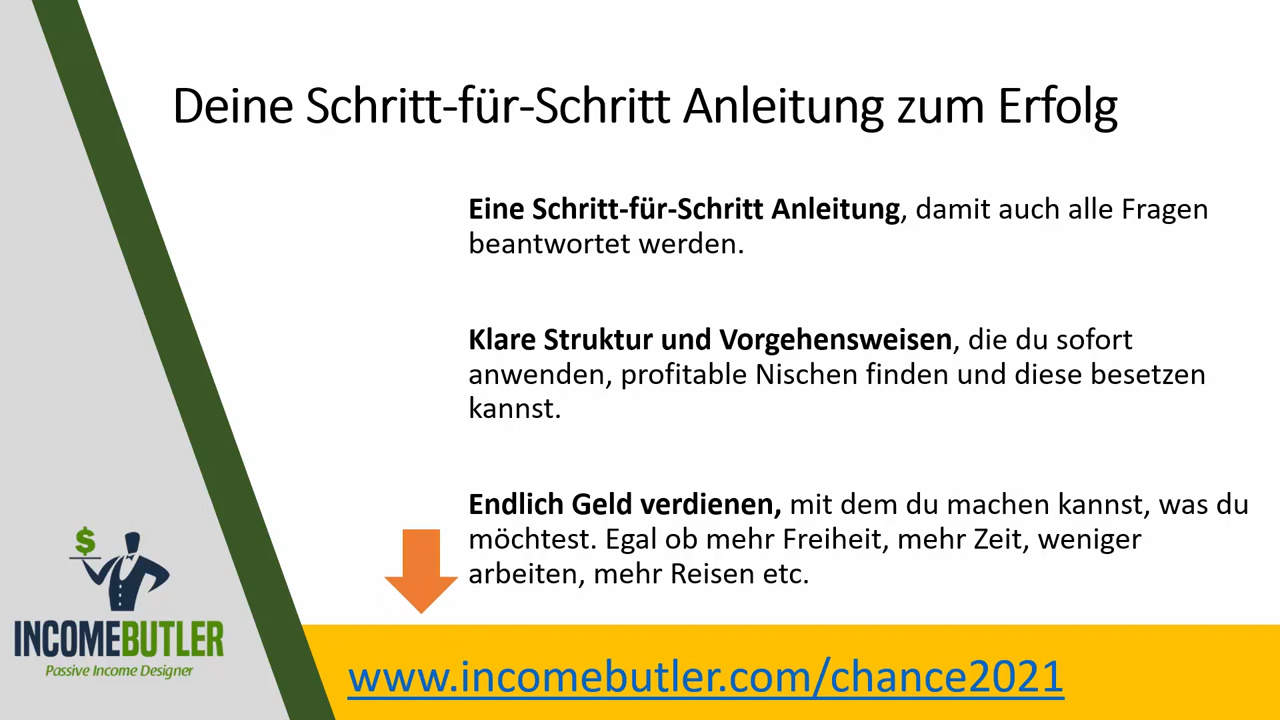 Deine Schritt-für-Schritt Anleitung zum Erfolg
Eine Schritt-für-Schritt Anleitung, damit auch alle Fragen
beantwortet werden.
Klare Struktur und Vorgehensweisen, die du sofort
anwenden, profitable Nischen finden und diese besetzen
kannst.
Endlich Geld verdienen, mit dem du machen kannst, was du
möchtest. Egal ob mehr Freiheit, mehr Zeit, weniger
arbeiten, mehr Reisen etc.
$
INCOMEBUTLER
Passive Income Designer
www.incomebutler.com/chance2021